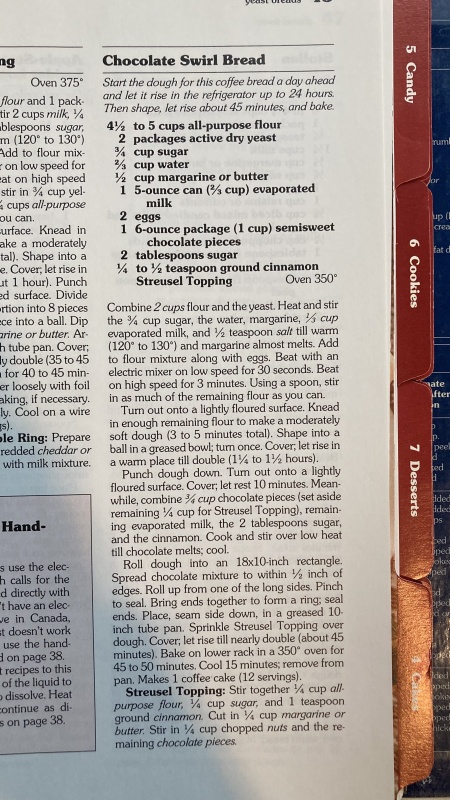 yeast breads
ng
Oven 375°
flour and 1 pack-
tir 2 cups milk, ¼
ablespoons sugar,
m (120° to 130°)
Add to flour mix-
r on low speed for
eat on high speed
stir in ¾ cup yel-
cups all-purpose
ou can.
urface. Knead in
ake a moderately
tal). Shape into a
e. Cover; let rise in
ut 1 hour). Punch
ed surface. Divide
ortion into 8 pieces
ce into a ball. Dip
arine or butter. Ar-
h tube pan. Cover;
ly double (35 to 45
for 40 to 45 min-
er loosely with foil
aking, if necessary.
ly. Cool on a wire
s).
le Ring: Prepare
redded cheddar or
with milk mixture.
Hand-
s use the elec-
h calls for the
d directly with
't have an elec-
ve in Canada,
st doesn't work
use the hand-
d on page 38.
t recipes to this
of the liquid to
o dissolve. Heat
continue as di-
s on page 38.
Chocolate Swirl Bread
Start the dough for this coffee bread a day ahead
and let it rise in the refrigerator up to 24 hours.
Then shape, let rise about 45 minutes, and bake.
4½ to 5 cups all-purpose flour
2 packages active dry yeast
¾ cup sugar
⅔ cup water
½ cup margarine or butter
1 5-ounce can (⅔ cup) evaporated
milk
2 eggs
1 6-ounce package (1 cup) semisweet
chocolate pieces
2 tablespoons sugar
¼ to ½ teaspoon ground cinnamon
Streusel Topping Oven 350°
Combine 2 cups flour and the yeast. Heat and stir
the ¾ cup sugar, the water, margarine, ⅓ cup
evaporated milk, and ½ teaspoon salt till warm
(120° to 130°) and margarine almost melts. Add
to flour mixture along with eggs. Beat with an
electric mixer on low speed for 30 seconds. Beat
on high speed for 3 minutes. Using a spoon, stir
in as much of the remaining flour as you can.
Turn out onto a lightly floured surface. Knead
in enough remaining flour to make a moderately
soft dough (3 to 5 minutes total). Shape into a
ball in a greased bowl; turn once. Cover; let rise in
a warm place till double (1¼ to 1½ hours).
Punch dough down. Turn out onto a lightly
floured surface. Cover; let rest 10 minutes. Mean-
while, combine ¾ cup chocolate pieces (set aside
remaining ¼ cup for Streusel Topping), remain-
ing evaporated milk, the 2 tablespoons sugar,
and the cinnamon. Cook and stir over low heat
till chocolate melts; cool.
Roll dough into an 18x10-inch rectangle.
Spread chocolate mixture to within ½ inch of
edges. Roll up from one of the long sides. Pinch
to seal. Bring ends together to form a ring; seal
ends. Place, seam side down, in a greased 10-
inch tube pan. Sprinkle Streusel Topping over
dough. Cover; let rise till nearly double (about 45
minutes). Bake on lower rack in a 350° oven for
45 to 50 minutes. Cool 15 minutes; remove from
pan. Makes 1 coffee cake (12 servings).
Streusel Topping: Stir together ¼ cup all-
purpose flour, ¼ cup sugar, and 1 teaspoon
ground cinnamon. Cut in ¼ cup margarine or
butter. Stir in ¼ cup chopped nuts and the re-
maining chocolate pieces.
5 Candy
6 Cookies
7 Desserts